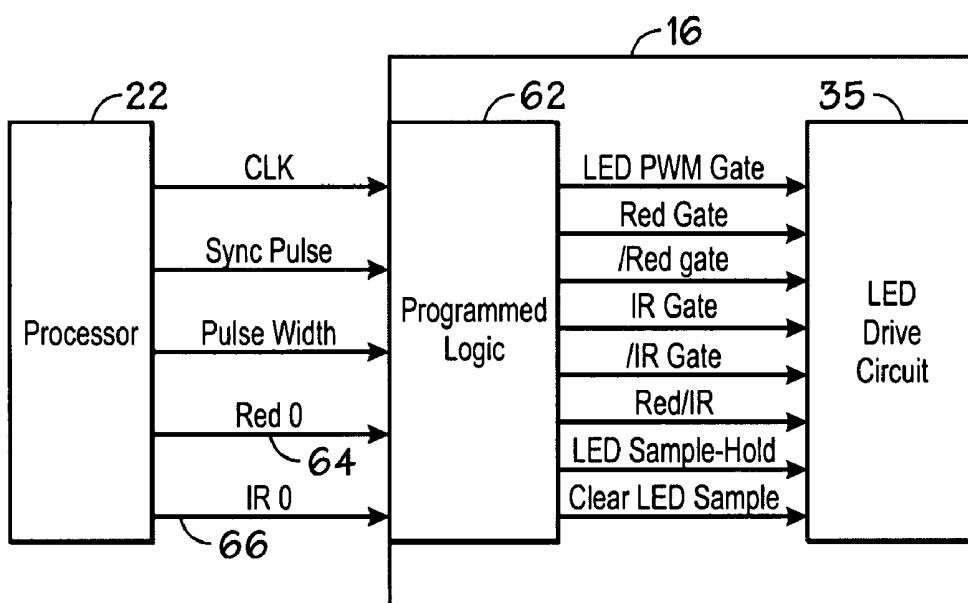 16
22
62
35
CLK
Sync Pulse
Pulse Width
Red 0
64
IR 0
66
Processor
Programmed
Logic
LED PWM Gate
Red Gate
/Red gate
IR Gate
/IR Gate
Red/IR
LED Sample-Hold
Clear LED Sample
LED
Drive
Circuit